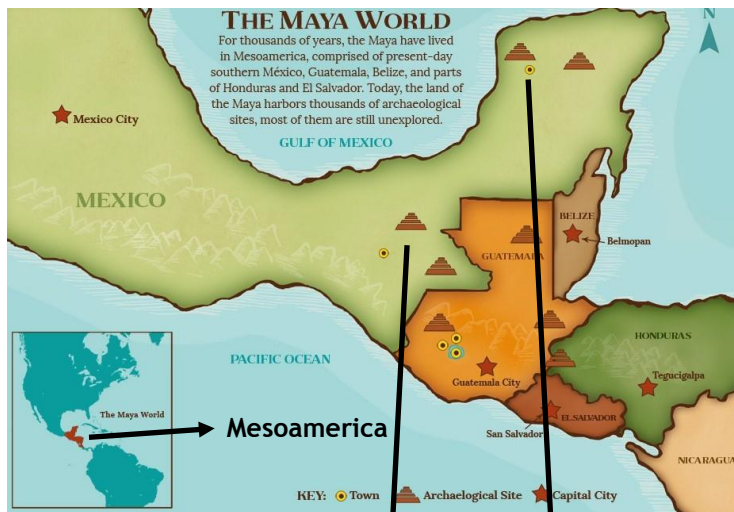 THE MAYA WORLD
For thousands of years, the Maya have lived
in Mesoamerica, comprised of present-day
southern México, Guatemala, Belize, and parts
of Honduras and El Salvador. Today, the land of
the Maya harbors thousands of archaeological
sites, most of them are still unexplored.
N
Mexico City
GULF OF MEXICO
MEXICO
BELIZE
Belmopan
GUATEMALA
HONDURAS
PACIFIC OCEAN
Guatemala City
Tegucigalpa
The Maya World
EL SALVADOR
San Salvador
Mesoamerica
NICARAGUA
KEY: Town Archaelogical Site Capital City